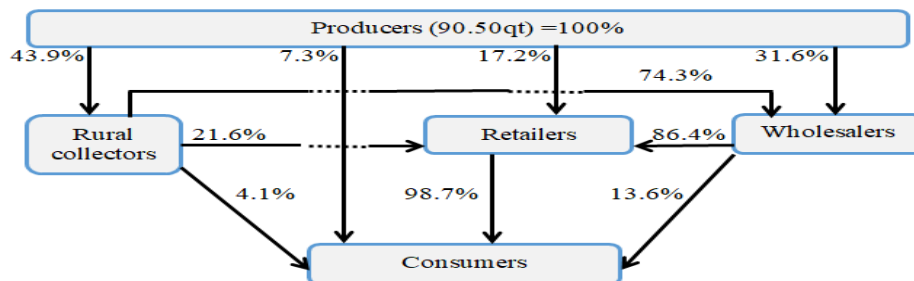 Producers (90.50qt) =100%
43.9%
7.3%
17.2%
31.6%
74.3%
Rural
collectors
21.6%
Retailers
86.4%
Wholesalers
4.1%
98.7%
13.6%
Consumers